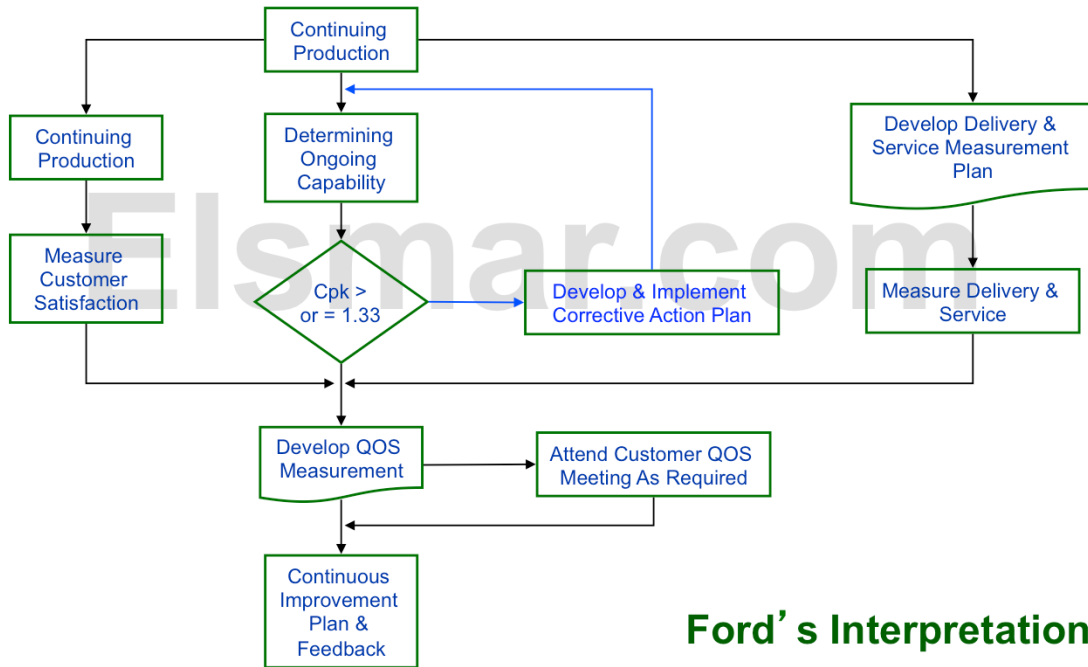 Continuing
Production
Continuing
Production
Determining
Ongoing
Capability
Develop Delivery &
Service Measurement
Plan
Elsmar.com
Measure
Customer
Satisfaction
Cpk >
or = 1.33
Develop & Implement
Corrective Action Plan
Measure Delivery &
Service
Develop QOS
Measurement
Attend Customer QOS
Meeting As Required
Continuous
Improvement
Plan &
Feedback
Ford’s Interpretation